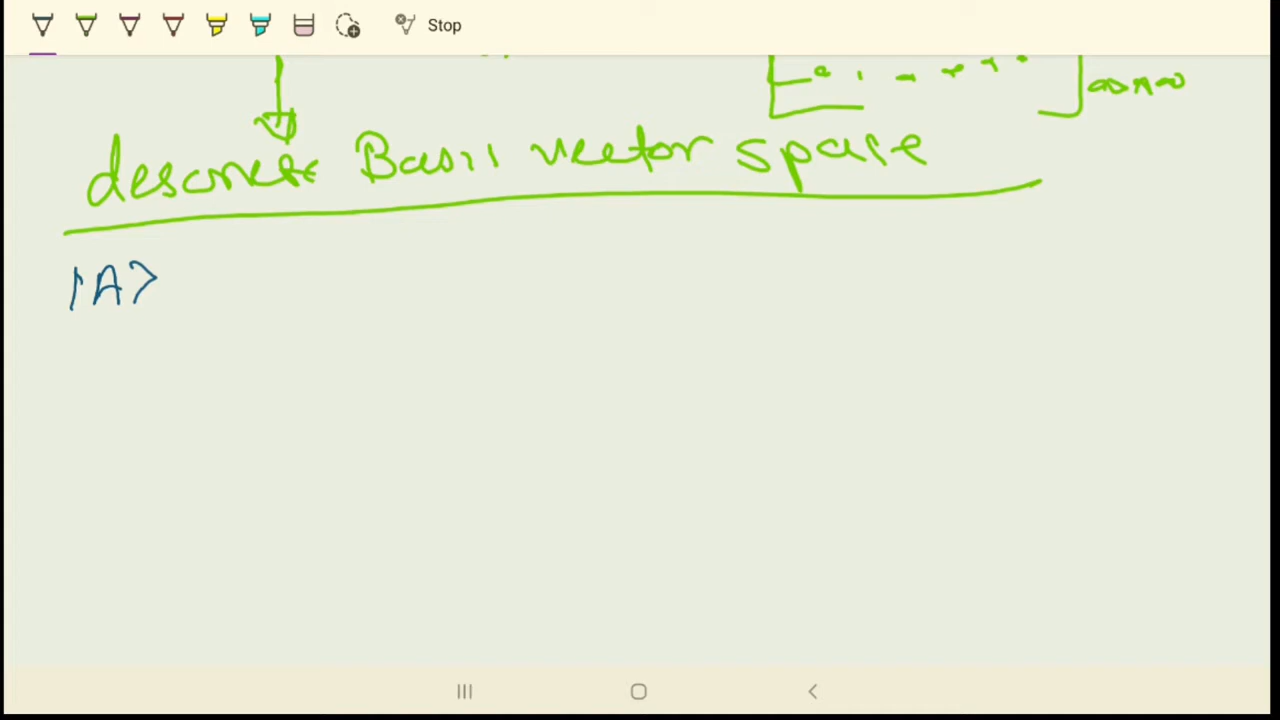 Stop
∞×∞
descrete Basis vector space
|A>